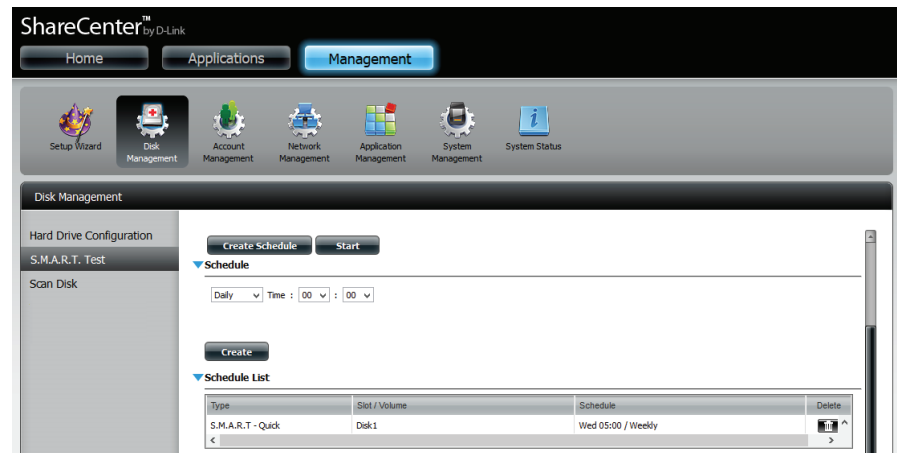 ShareCenter™ by D-Link
Home Applications Management
Setup Wizard Disk Management Account Management Network Management Application Management System Management System Status
Disk Management
Hard Drive Configuration
S.M.A.R.T. Test
Scan Disk
Create Schedule Start
Schedule
Daily Time : 00 : 00
Create
Schedule List
Type Slot / Volume Schedule Delete
S.M.A.R.T - Quick Disk1 Wed 05:00 / Weekly